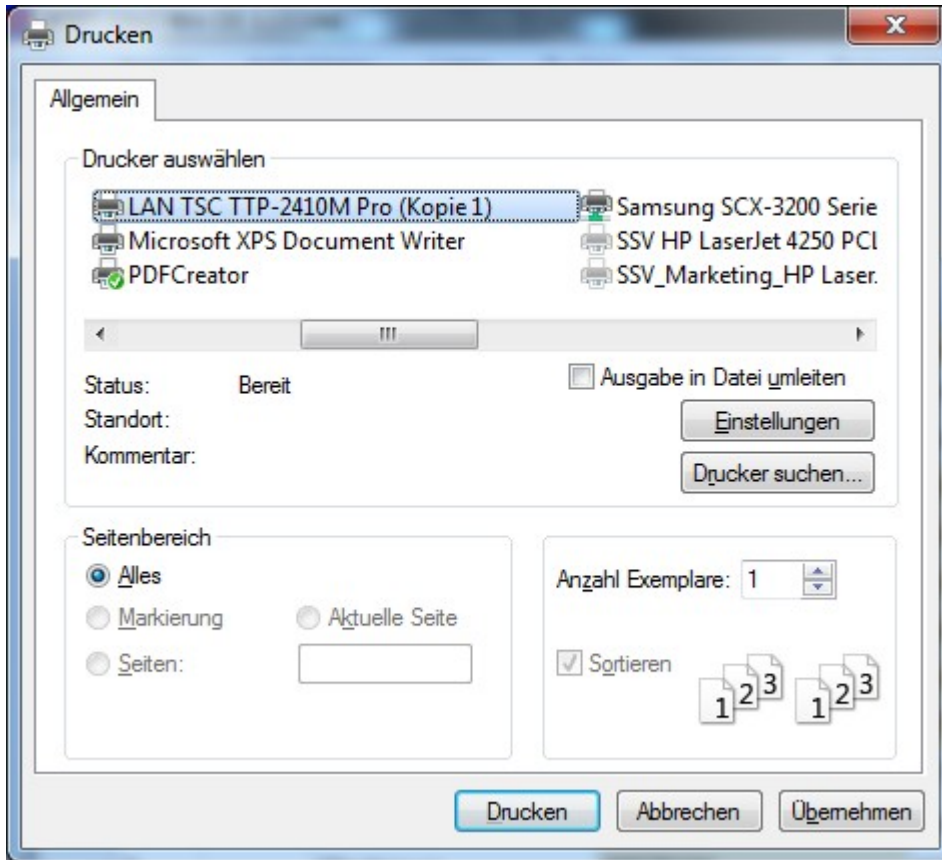 Drucken
Allgemein
Drucker auswählen
LAN TSC TTP-2410M Pro (Kopie 1)
Samsung SCX-3200 Serie
Microsoft XPS Document Writer
SSV HP LaserJet 4250 PCL
PDFCreator
SSV_Marketing_HP Laser.
Status: Bereit
Ausgabe in Datei umleiten
Standort:
Einstellungen
Kommentar:
Drucker suchen...
Seitenbereich
Alles
Anzahl Exemplare: 1
Markierung
Aktuelle Seite
Seiten:
Sortieren
1 2 3 1 2 3
Drucken Abbrechen Übernehmen